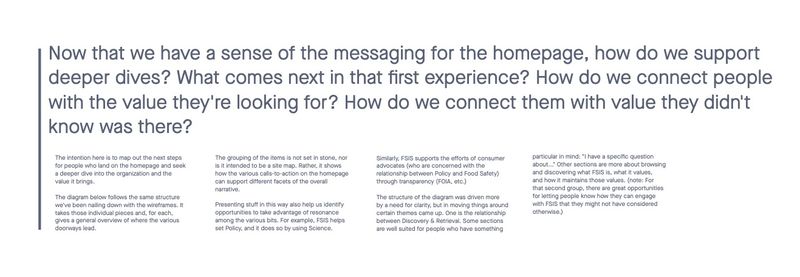 Now that we have a sense of the messaging for the homepage, how do we support
deeper dives? What comes next in that first experience? How do we connect people
with the value they're looking for? How do we connect them with value they didn't
know was there?
The intention here is to map out the next steps
for people who land on the homepage and seek
a deeper dive into the organization and the
value it brings.
The diagram below follows the same structure
we've been nailing down with the wireframes. It
takes those individual pieces and, for each,
gives a general overview of where the various
doorways lead.
The grouping of the items is not set in stone, nor
is it intended to be a site map. Rather, it shows
how the various calls-to-action on the homepage
can support different facets of the overall
narrative.
Presenting stuff in this way also help us identify
opportunities to take advantage of resonance
among the various bits. For example, FSIS helps
set Policy, and it does so by using Science.
Similarly, FSIS supports the efforts of consumer
advocates (who are concerned with the
relationship between Policy and Food Safety)
through transparency (FOIA, etc.)
The structure of the diagram was driven more
by a need for clarity, but in moving things around
certain themes came up. One is the relationship
between Discovery & Retrieval. Some sections
are well suited for people who have something
particular in mind: "I have a specific question
about..." Other sections are more about browsing
and discovering what FSIS is, what it values,
and how it maintains those values. (note: For
that second group, there are great opportunities
for letting people know how they can engage
with FSIS that they might not have considered
otherwise.)